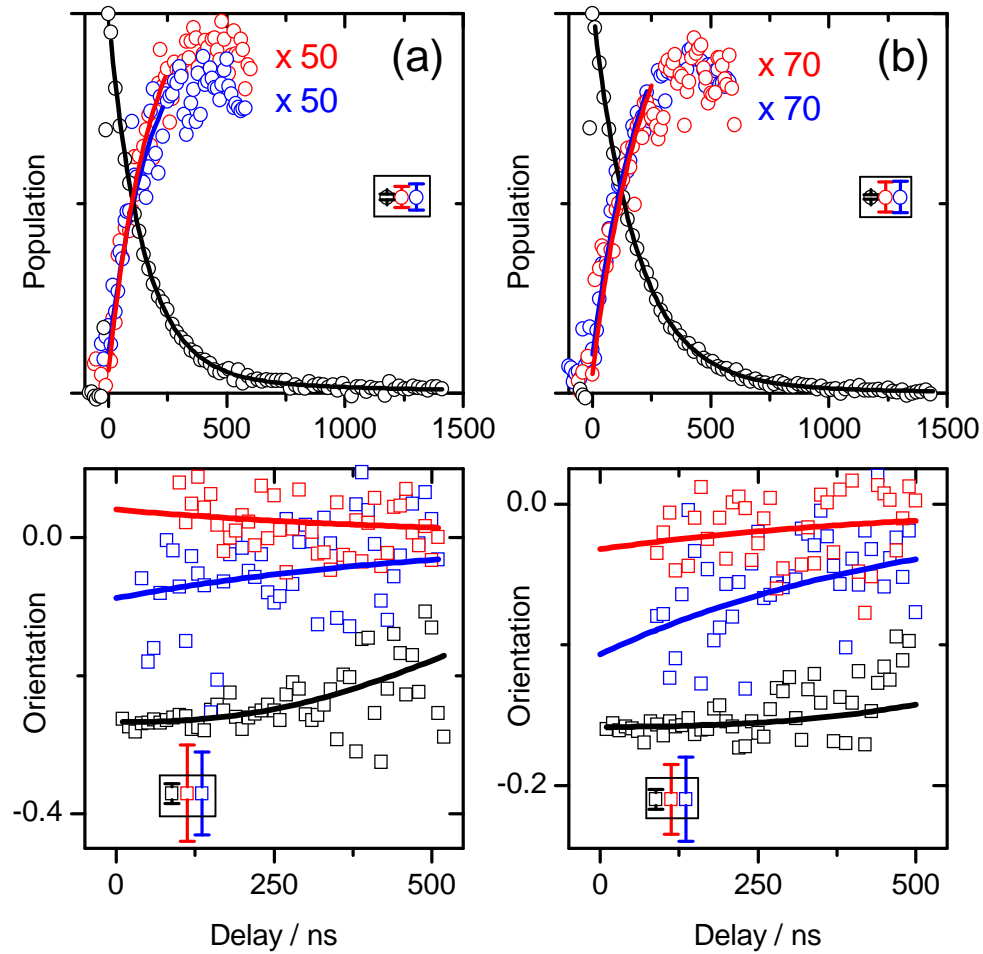 (a)
x 50
x 50
Population
0 500 1000 1500
(b)
x 70
x 70
Population
0 500 1000 1500
0.0
-0.4
Orientation
0 250 500
Delay / ns
0.0
-0.2
Orientation
0 250 500
Delay / ns